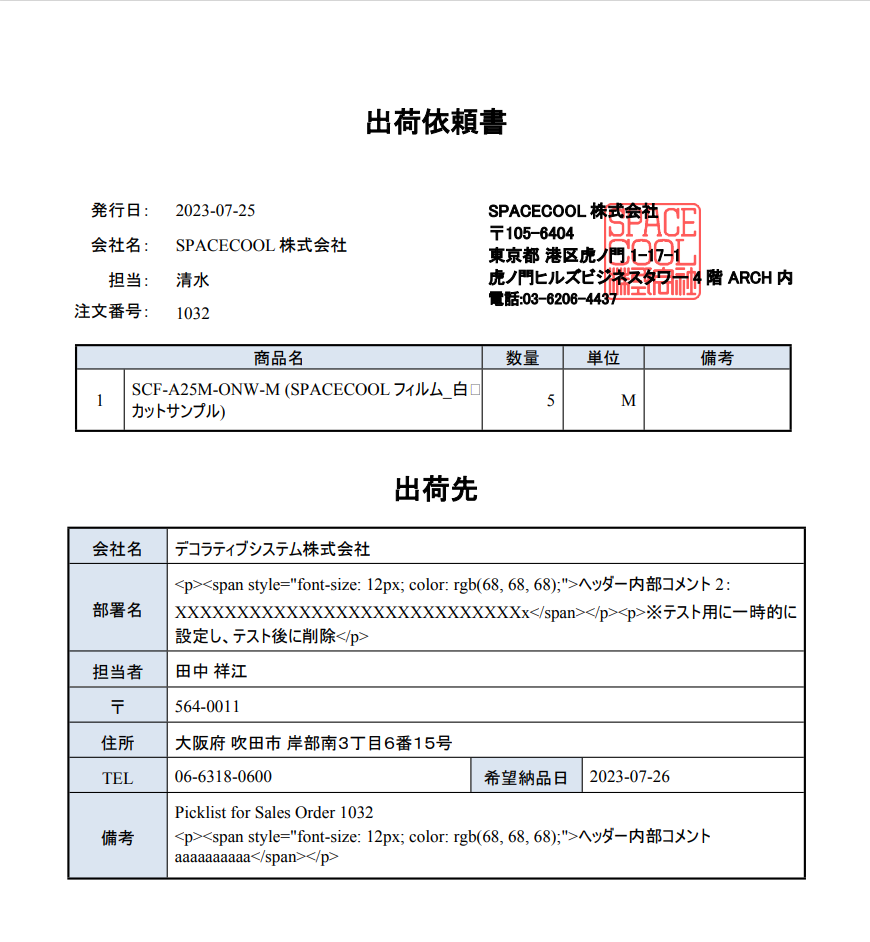 出荷依頼書
発行日: 2023-07-25
会社名: SPACECOOL 株式会社
担当: 清水
注文番号: 1032
SPACECOOL 株式会社
〒105-6404
東京都 港区虎ノ門 1-17-1
虎ノ門ヒルズビジネスタワー 4 階 ARCH 内
電話:03-6206-4437
SPACE
COOL
株式会社
商品名 数量 単位 備考
1 SCF-A25M-ONW-M (SPACECOOL フィルム_白□ 5 M
カットサンプル)
出荷先
会社名 デコラティブシステム株式会社
部署名 <p><span style="font-size: 12px; color: rgb(68, 68, 68);">ヘッダー内部コメント 2:
XXXXXXXXXXXXXXXXXXXXXXXXXXXXx</span></p><p>※テスト用に一時的に
設定し、テスト後に削除</p>
担当者 田中 祥江
〒 564-0011
住所 大阪府 吹田市 岸部南３丁目６番１５号
TEL 06-6318-0600 希望納品日 2023-07-26
備考 Picklist for Sales Order 1032
<p><span style="font-size: 12px; color: rgb(68, 68, 68);">ヘッダー内部コメント
aaaaaaaaaa</span></p>